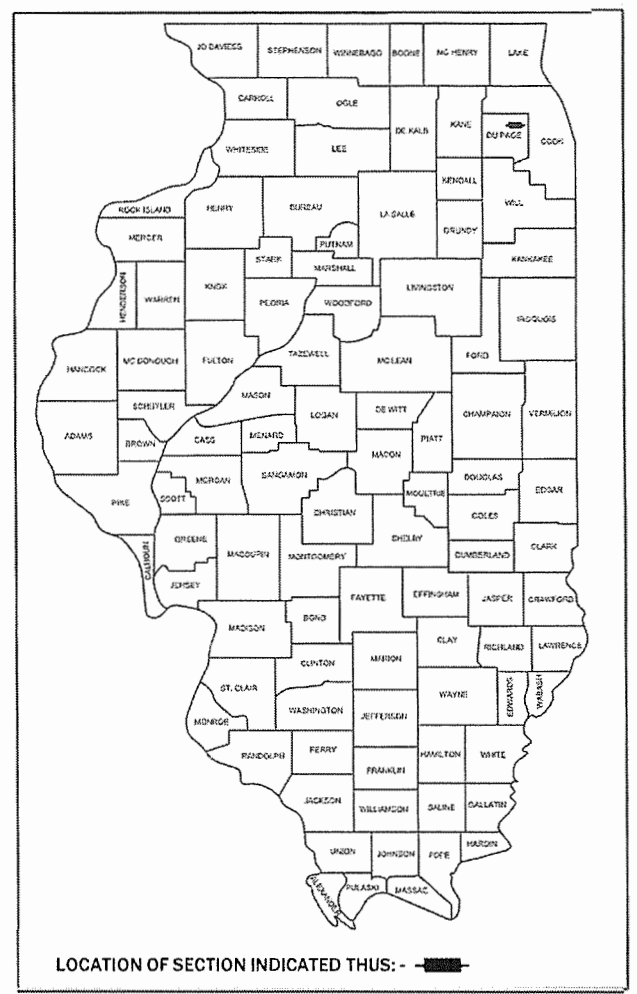 JO DAVIESS STEPHENSON WINNEBAGO BOONE MC HENRY LAKE
CARROLL OGLE DE KALB KANE DU PAGE COOK
WHITESIDE LEE
KENDALL
ROCK ISLAND HENRY BUREAU LA SALLE GRUNDY WILL
MERCER PUTNAM
STARK MARSHALL KANKAKEE
HENDERSON WARREN KNOX PEORIA WOODFORD LIVINGSTON IROQUOIS
HANCOCK MC DONOUGH FULTON TAZEWELL MC LEAN FORD
MASON
SCHUYLER LOGAN DE WITT CHAMPAIGN VERMILION
ADAMS BROWN CASS MENARD PIATT
MACON
PIKE SCOTT MORGAN SANGAMON MOULTRIE DOUGLAS EDGAR
CHRISTIAN COLES
CALHOUN GREENE MACOUPIN MONTGOMERY SHELBY CUMBERLAND CLARK
JERSEY FAYETTE EFFINGHAM JASPER CRAWFORD
MADISON BOND
CLAY RICHLAND LAWRENCE
CLINTON MARION
ST. CLAIR WAYNE EDWARDS WABASH
MONROE WASHINGTON JEFFERSON
RANDOLPH PERRY HAMILTON WHITE
FRANKLIN
JACKSON WILLIAMSON SALINE GALLATIN
UNION JOHNSON POPE HARDIN
ALEXANDER PULASKI MASSAC
LOCATION OF SECTION INDICATED THUS: -